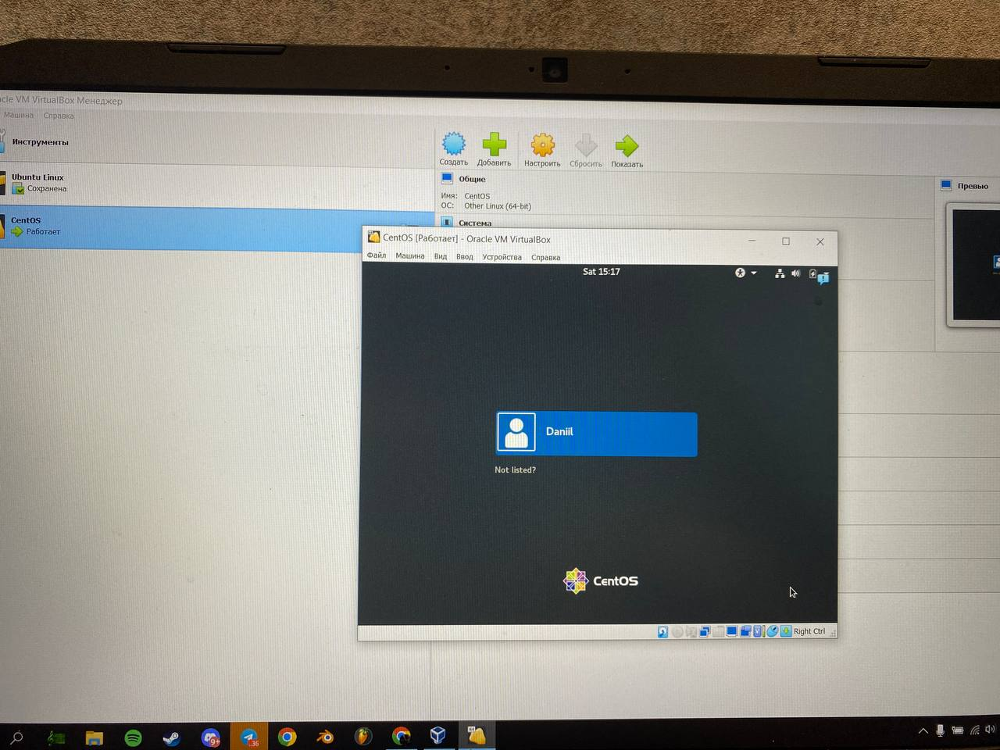 acle VM VirtualBox Менеджер
Машина Справка
Инструменты
Ubuntu Linux
Сохранена
CentOS
Работает
Создать Добавить Настроить Сбросить Показать
Общие
Имя: CentOS
ОС: Other Linux (64-bit)
Система
Превью
CentOS [Работает] - Oracle VM VirtualBox
Файл Машина Вид Ввод Устройства Справка
Sat 15:17
Daniil
Not listed?
CentOS
Right Ctrl
9+
36